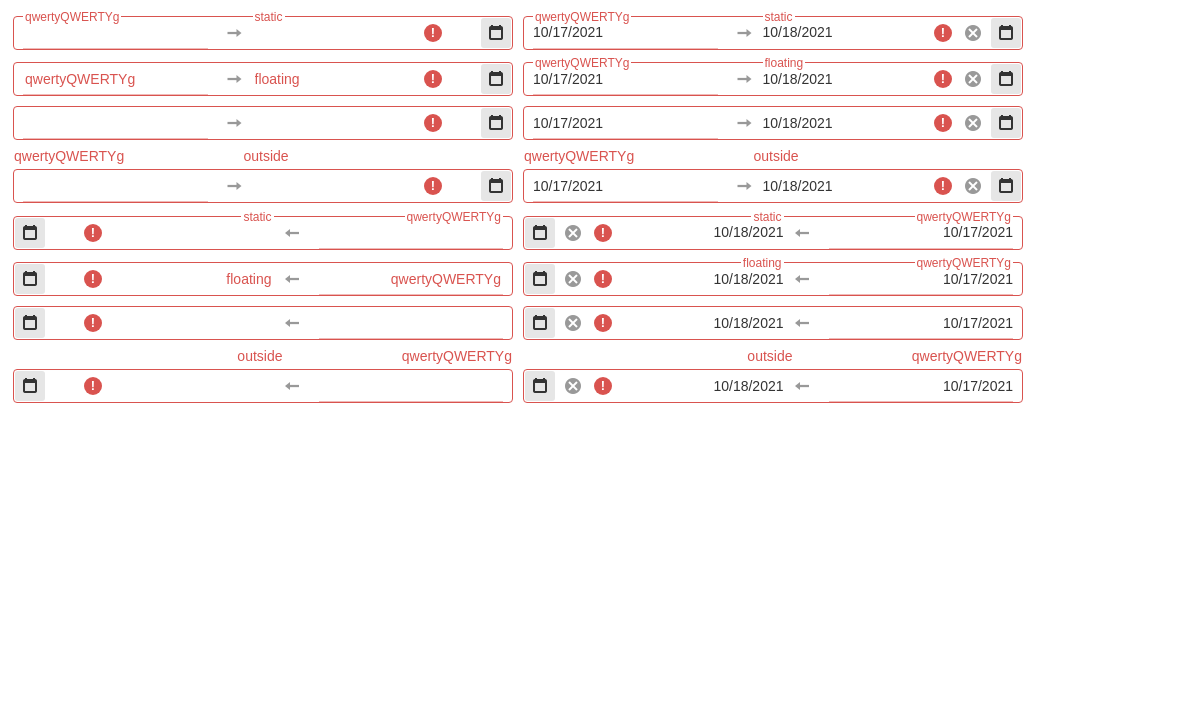 qwertyQWERTYg static qwertyQWERTYg static
10/17/2021 10/18/2021
qwertyQWERTYg floating
qwertyQWERTYg floating 10/17/2021 10/18/2021
10/17/2021 10/18/2021
qwertyQWERTYg outside qwertyQWERTYg outside
10/17/2021 10/18/2021
static qwertyQWERTYg static qwertyQWERTYg
10/18/2021 10/17/2021
floating qwertyQWERTYg
floating qwertyQWERTYg 10/18/2021 10/17/2021
10/18/2021 10/17/2021
outside qwertyQWERTYg outside qwertyQWERTYg
10/18/2021 10/17/2021